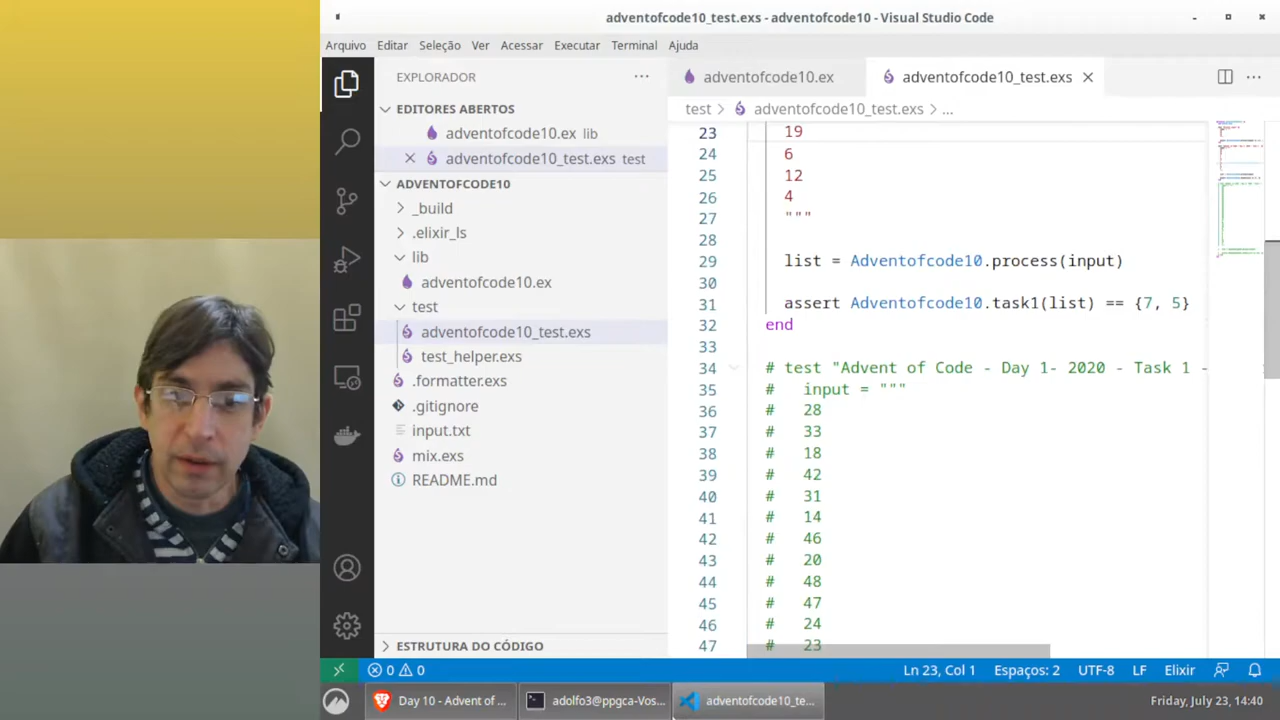 adventofcode10_test.exs - adventofcode10 - Visual Studio Code
Arquivo Editar Seleção Ver Acessar Executar Terminal Ajuda
EXPLORADOR
EDITORES ABERTOS
adventofcode10.ex lib
adventofcode10_test.exs test
ADVENTOFCODE10
_build
.elixir_ls
lib
adventofcode10.ex
test
adventofcode10_test.exs
test_helper.exs
.formatter.exs
.gitignore
input.txt
mix.exs
README.md
ESTRUTURA DO CÓDIGO
adventofcode10.ex adventofcode10_test.exs
test > adventofcode10_test.exs > ...
23 19
24 6
25 12
26 4
27 """
28
29 list = Adventofcode10.process(input)
30
31 assert Adventofcode10.task1(list) == {7, 5}
32 end
33
34 # test "Advent of Code - Day 1- 2020 - Task 1 -
35 # input = """
36 # 28
37 # 33
38 # 18
39 # 42
40 # 31
41 # 14
42 # 46
43 # 20
44 # 48
45 # 47
46 # 24
47 # 23
0 0 Ln 23, Col 1 Espaços: 2 UTF-8 LF Elixir
Day 10 - Advent of ... adolfo3@ppgca-Vos... adventofcode10_te... Friday, July 23, 14:40